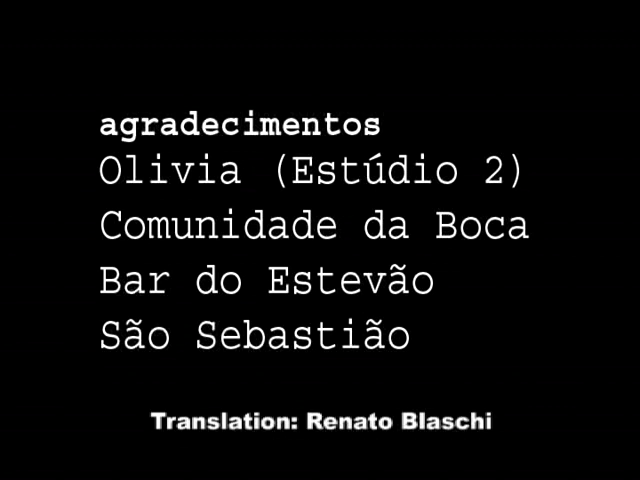 agradecimentos
Olivia (Estúdio 2)
Comunidade da Boca
Bar do Estevão
São Sebastião
Translation: Renato Blaschi